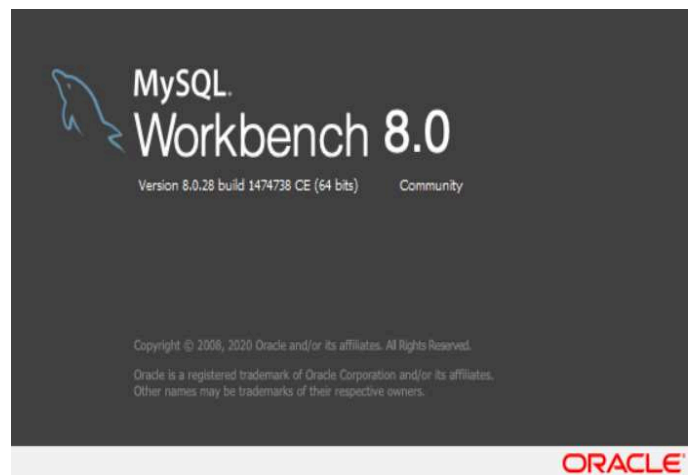 MySQL.
Workbench 8.0
Version 8.0.28 build 1474738 CE (64 bits) Community
Copyright © 2008, 2020 Oracle and/or its affiliates. All Rights Reserved.
Oracle is a registered trademark of Oracle Corporation and/or its affiliates.
Other names may be trademarks of their respective owners.
ORACLE